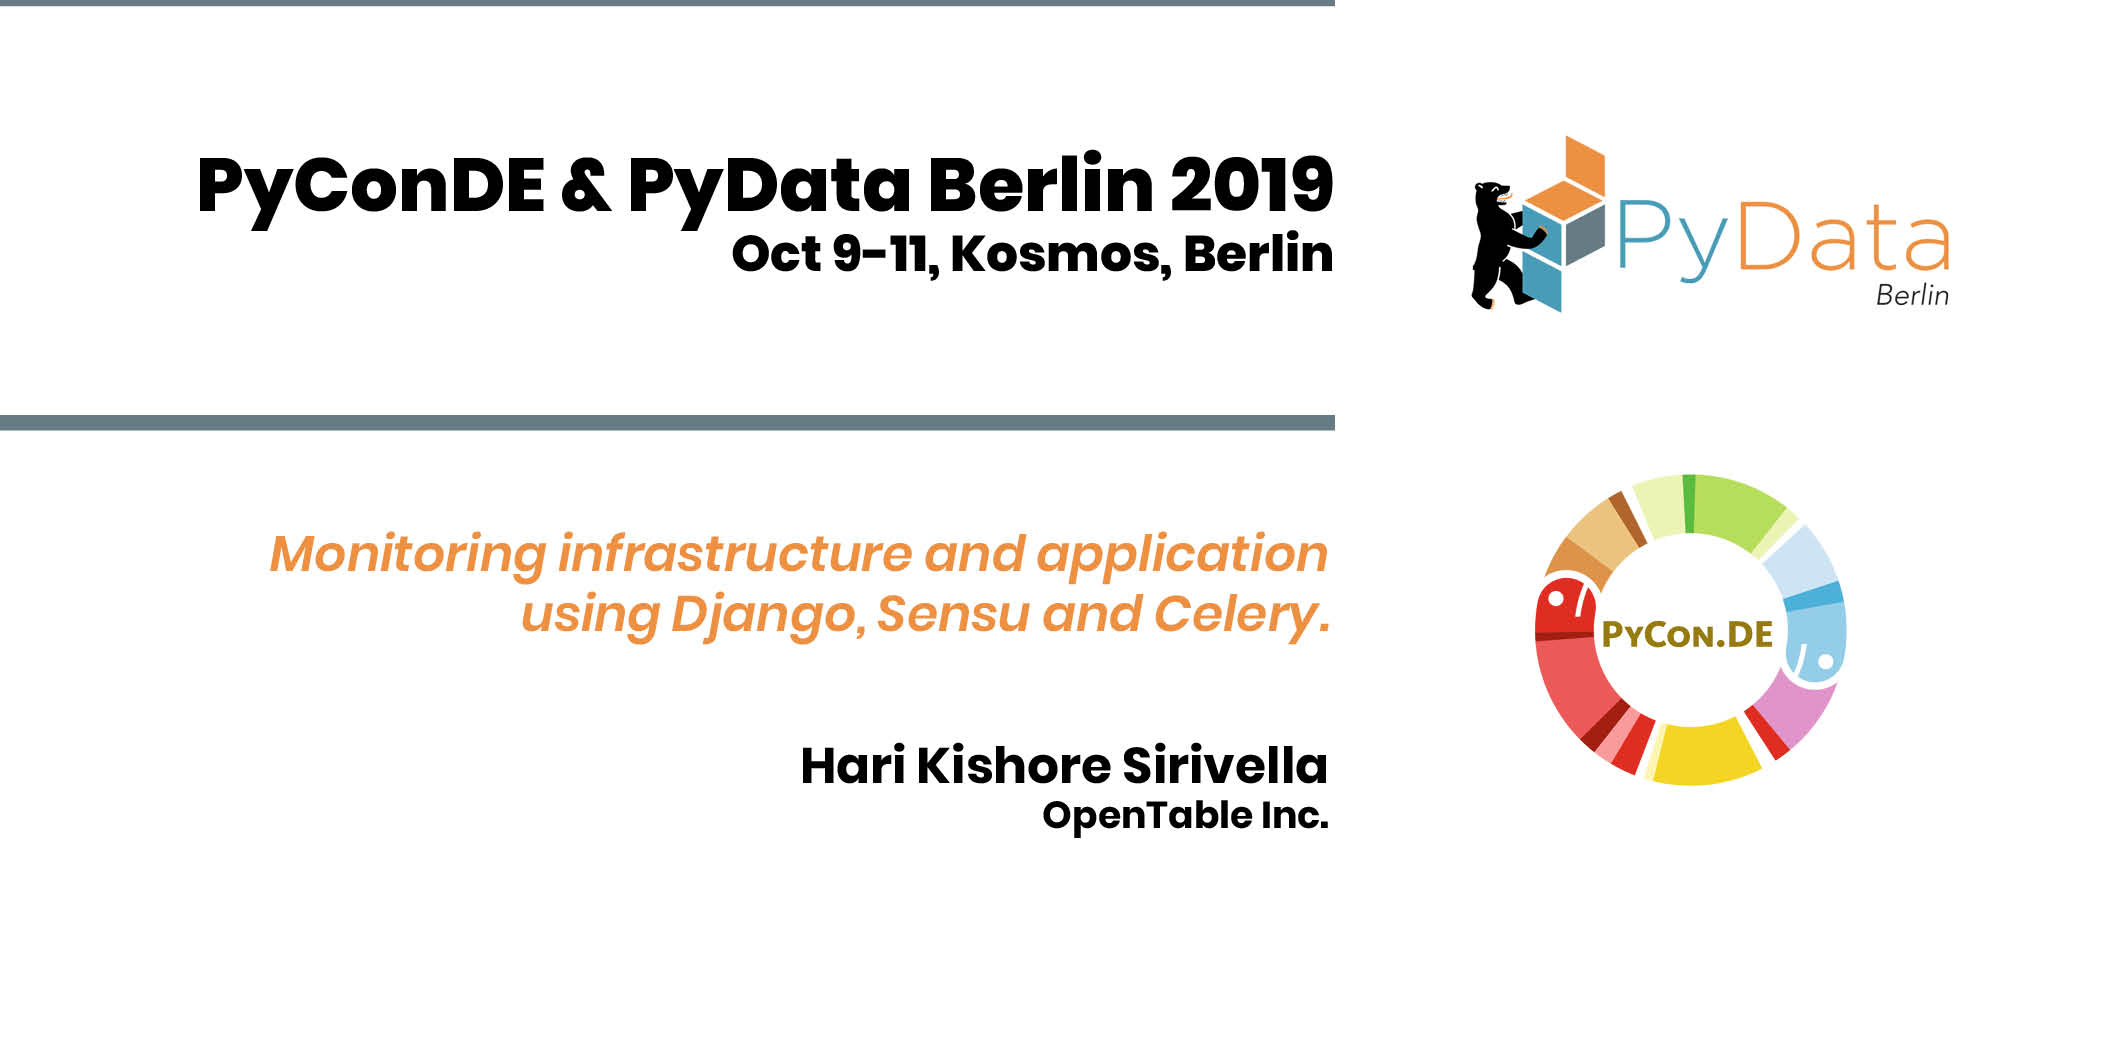 PyConDE & PyData Berlin 2019
Oct 9-11, Kosmos, Berlin
PyData
Berlin
Monitoring infrastructure and application
using Django, Sensu and Celery.
PyCon.DE
Hari Kishore Sirivella
OpenTable Inc.